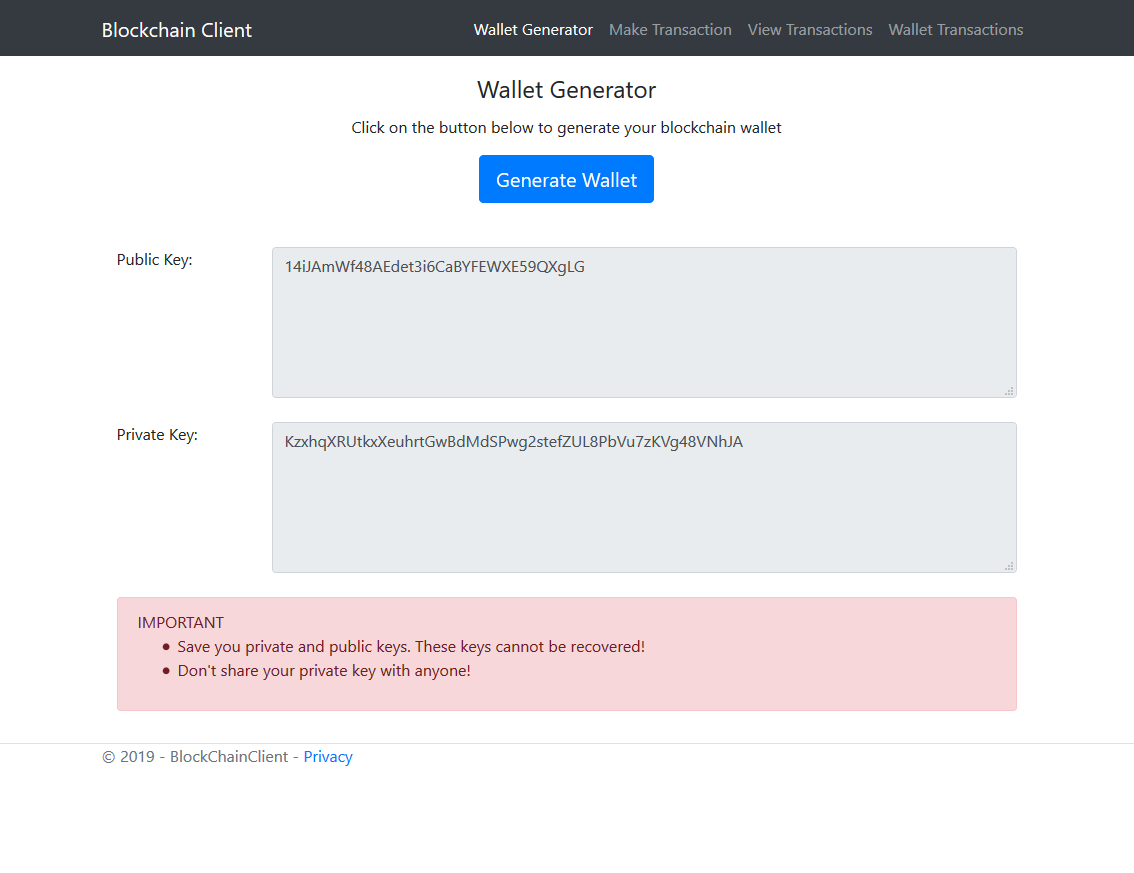 Blockchain Client
Wallet Generator Make Transaction View Transactions Wallet Transactions
Wallet Generator
Click on the button below to generate your blockchain wallet
Generate Wallet
Public Key:
14iJAmWf48AEdet3i6CaBYFEWXE59QXgLG
Private Key:
KzxhqXRUtkxXeuhrtGwBdMdSPwg2stefZUL8PbVu7zKVg48VNhJA
IMPORTANT
● Save you private and public keys. These keys cannot be recovered!
● Don't share your private key with anyone!
© 2019 - BlockChainClient - Privacy